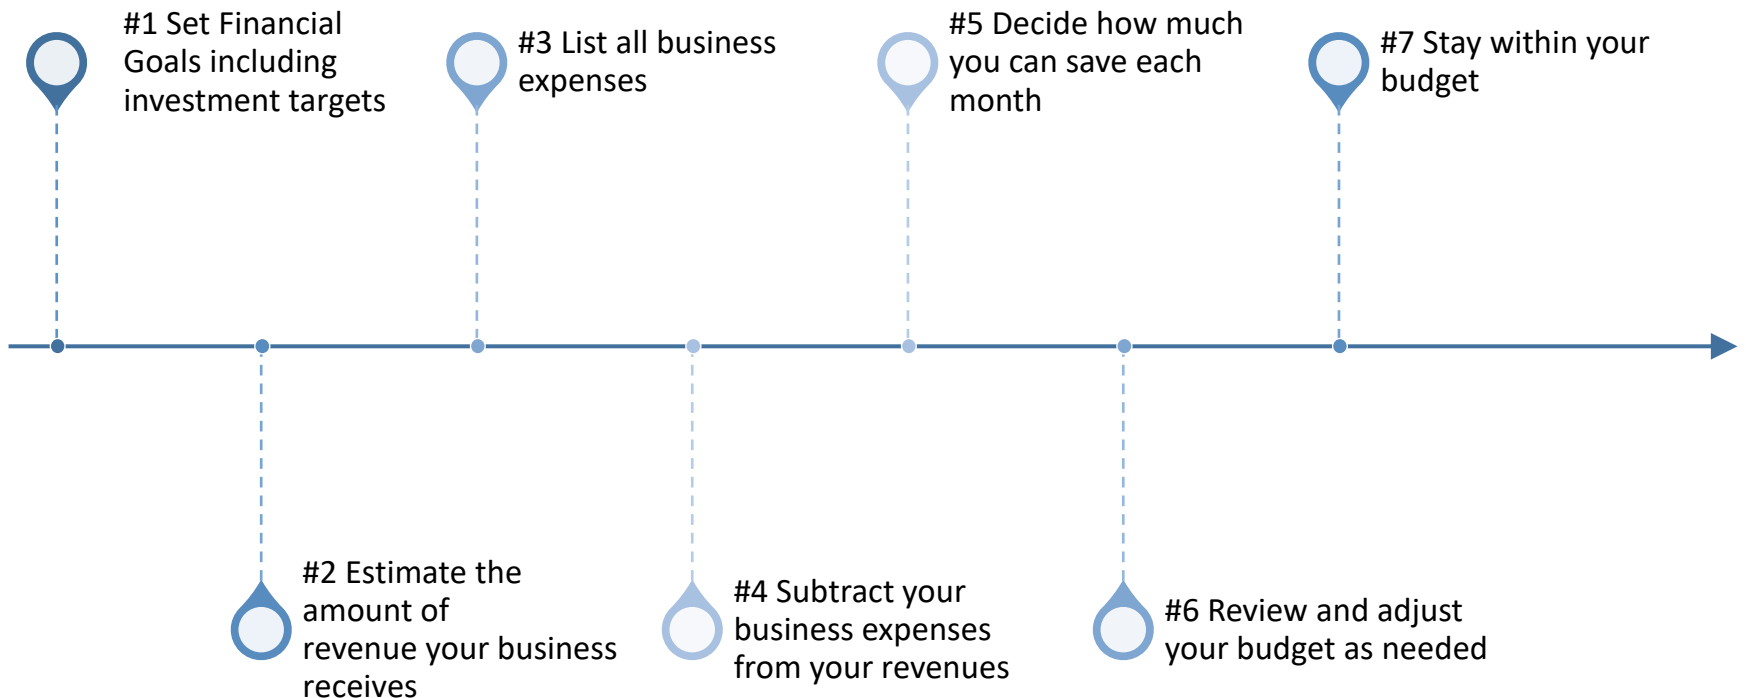 #1 Set Financial
Goals including
investment targets
#2 Estimate the
amount of
revenue your business
receives
#3 List all business
expenses
#4 Subtract your
business expenses
from your revenues
#5 Decide how much
you can save each
month
#6 Review and adjust
your budget as needed
#7 Stay within your
budget